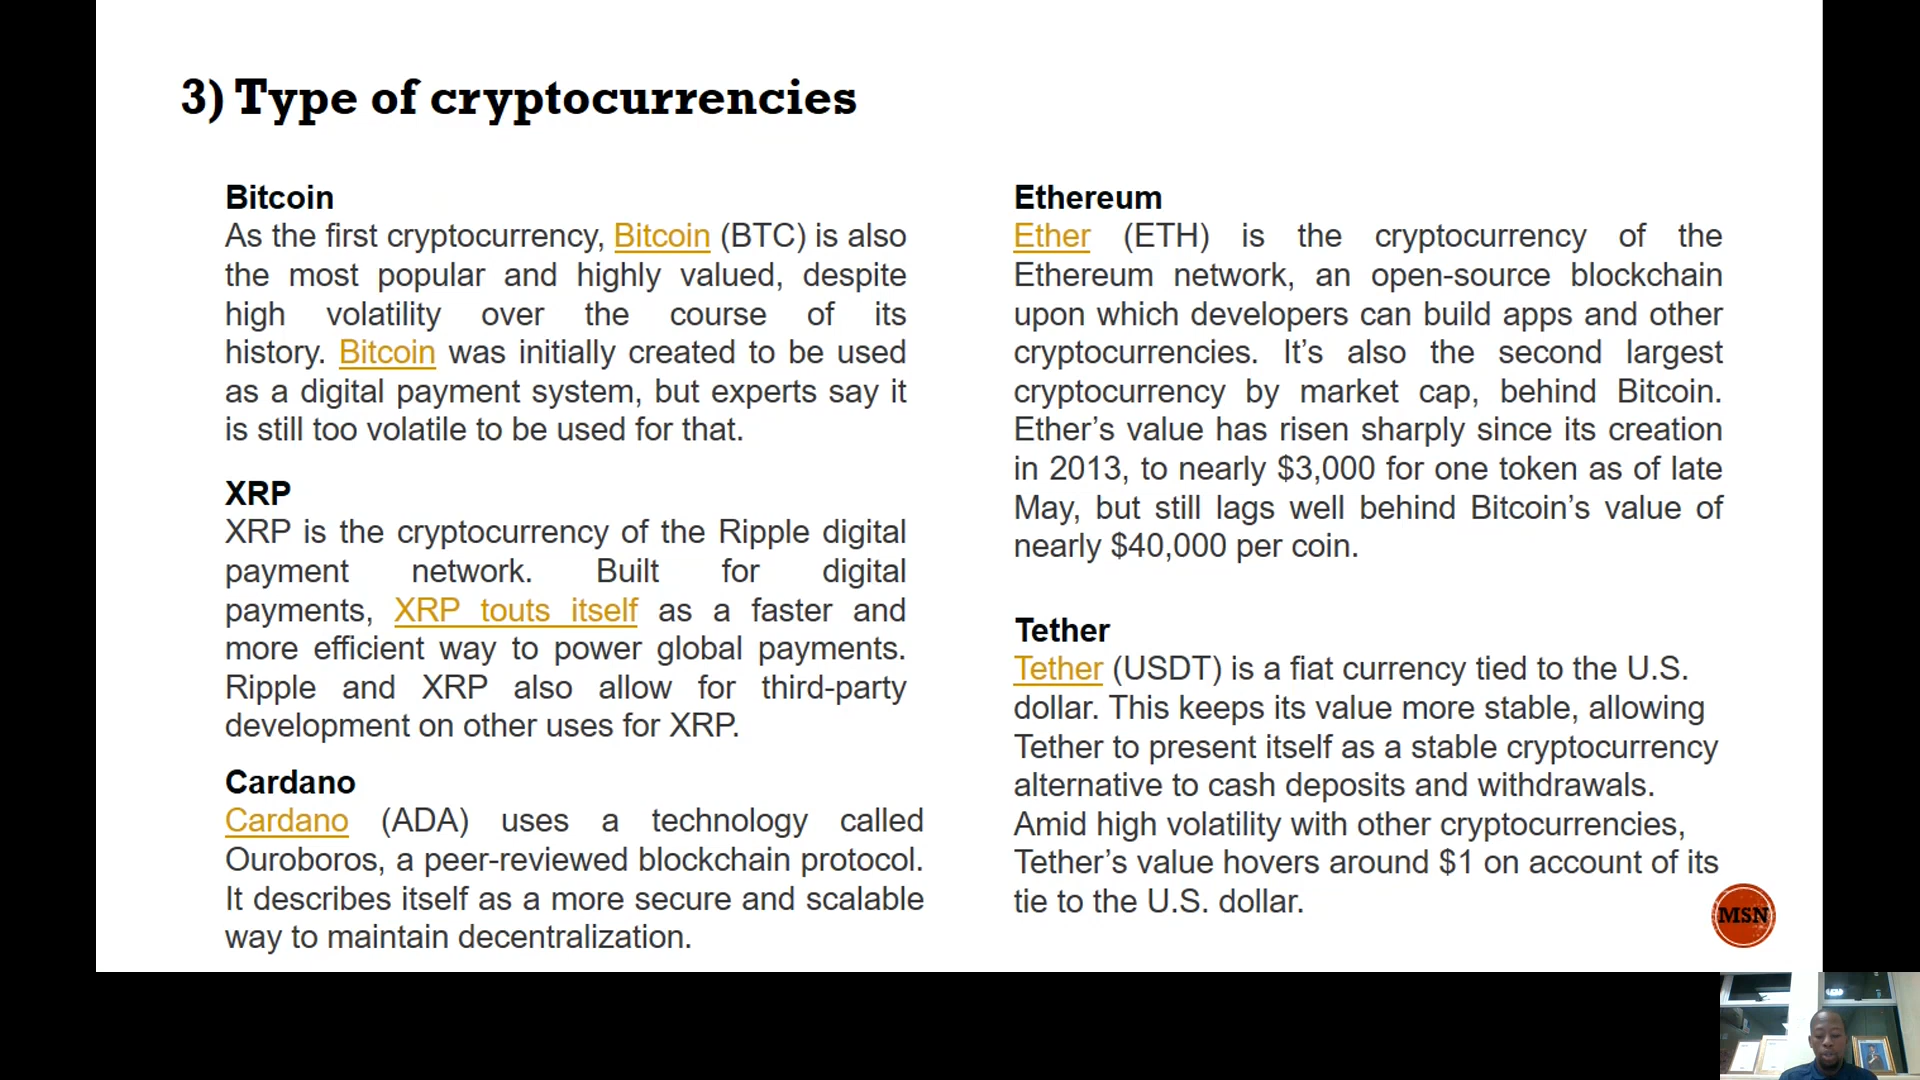 3) Type of cryptocurrencies
Bitcoin
As the first cryptocurrency, Bitcoin (BTC) is also
the most popular and highly valued, despite
high volatility over the course of its
history. Bitcoin was initially created to be used
as a digital payment system, but experts say it
is still too volatile to be used for that.
XRP
XRP is the cryptocurrency of the Ripple digital
payment network. Built for digital
payments, XRP touts itself as a faster and
more efficient way to power global payments.
Ripple and XRP also allow for third-party
development on other uses for XRP.
Cardano
Cardano (ADA) uses a technology called
Ouroboros, a peer-reviewed blockchain protocol.
It describes itself as a more secure and scalable
way to maintain decentralization.
Ethereum
Ether (ETH) is the cryptocurrency of the
Ethereum network, an open-source blockchain
upon which developers can build apps and other
cryptocurrencies. It’s also the second largest
cryptocurrency by market cap, behind Bitcoin.
Ether’s value has risen sharply since its creation
in 2013, to nearly $3,000 for one token as of late
May, but still lags well behind Bitcoin’s value of
nearly $40,000 per coin.
Tether
Tether (USDT) is a fiat currency tied to the U.S.
dollar. This keeps its value more stable, allowing
Tether to present itself as a stable cryptocurrency
alternative to cash deposits and withdrawals.
Amid high volatility with other cryptocurrencies,
Tether’s value hovers around $1 on account of its
tie to the U.S. dollar.
MSN